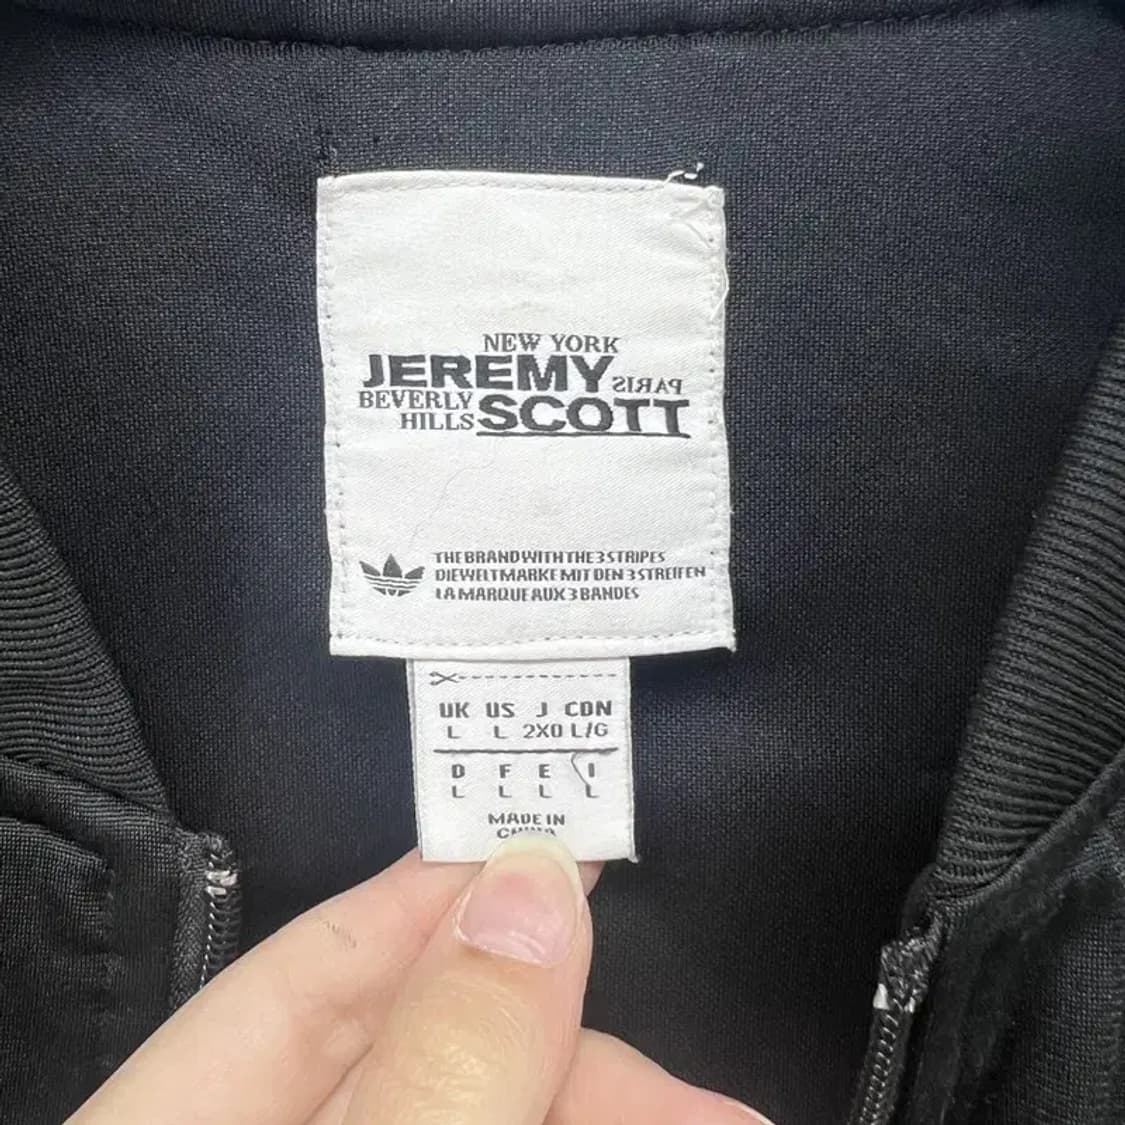 NEW YORK
JEREMY PARIS
BEVERLY
HILLS SCOTT
THE BRAND WITH THE 3 STRIPES
DIE WELTMARKE MIT DEN 3 STREIFEN
LA MARQUE AUX 3 BANDES
UK US J CDN
L L 2XO L/G
D F E I
L L L L
MADE IN
CHINA